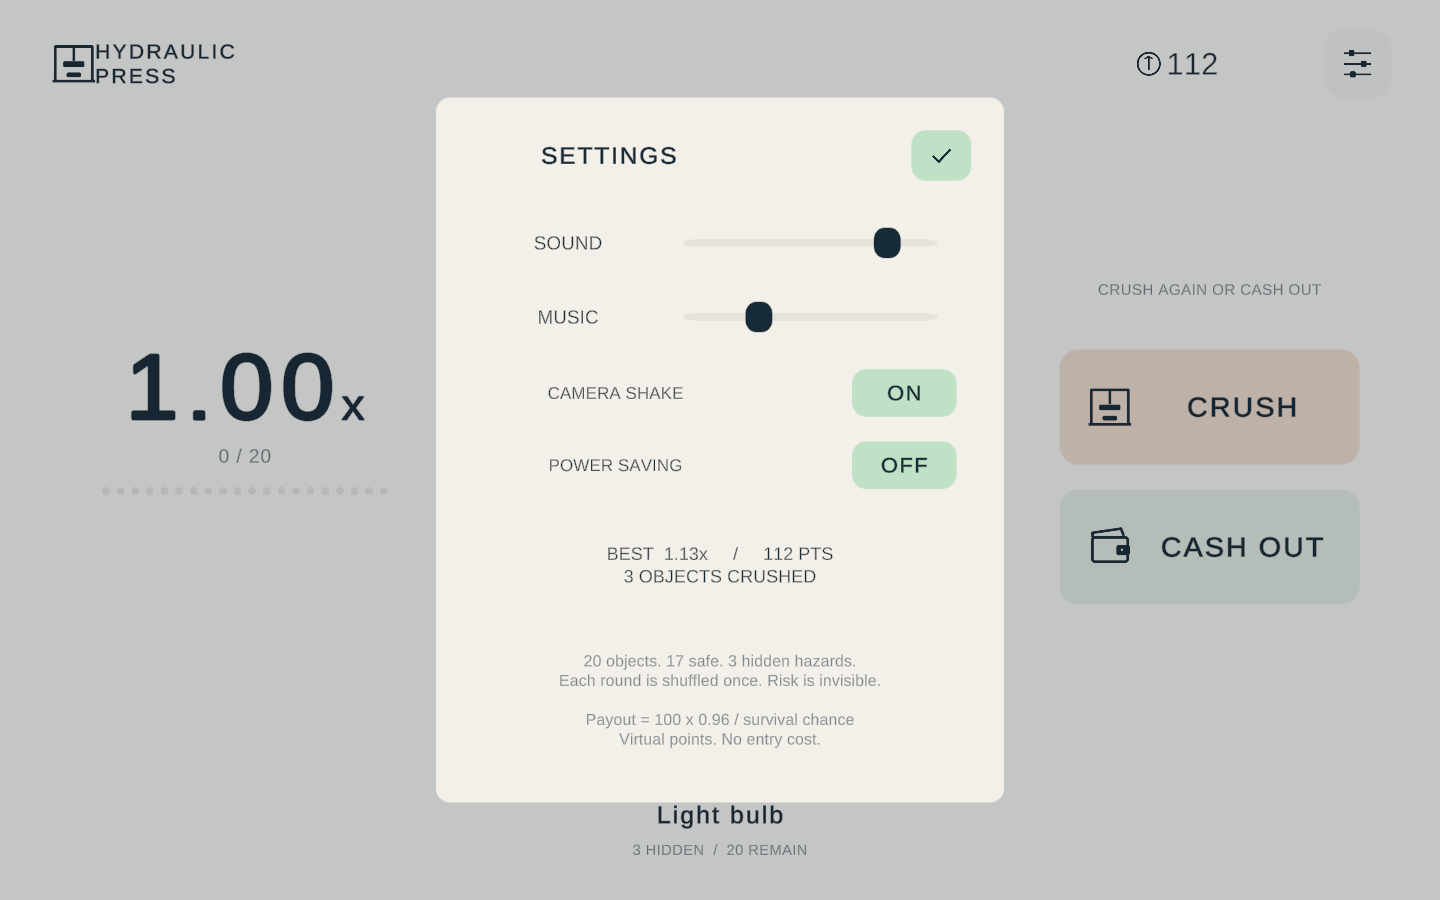 HYDRAULIC
PRESS
112
SETTINGS
SOUND
MUSIC
CAMERA SHAKE
ON
POWER SAVING
OFF
BEST 1.13x / 112 PTS
3 OBJECTS CRUSHED
20 objects. 17 safe. 3 hidden hazards.
Each round is shuffled once. Risk is invisible.
Payout = 100 x 0.96 / survival chance
Virtual points. No entry cost.
1.00x
0 / 20
CRUSH AGAIN OR CASH OUT
CRUSH
CASH OUT
Light bulb
3 HIDDEN / 20 REMAIN